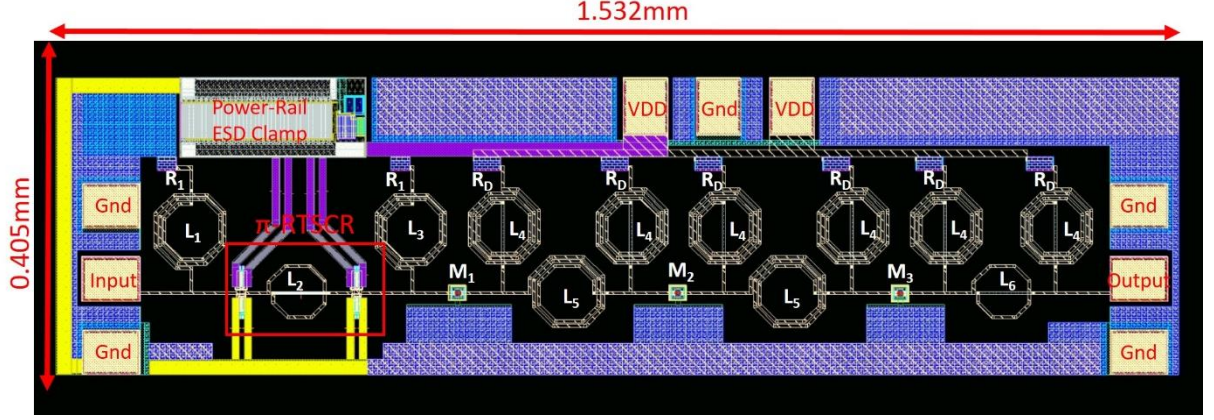 1.532mm
0.405mm
Power-Rail
ESD Clamp
VDD
Gnd
VDD
R1
R1
RD
RD
RD
RD
RD
RD
Gnd
L1
π-RTSCR
L3
L4
L4
L4
L4
L4
L4
Gnd
Input
L2
M1
L5
M2
L5
M3
L6
Output
Gnd
Gnd